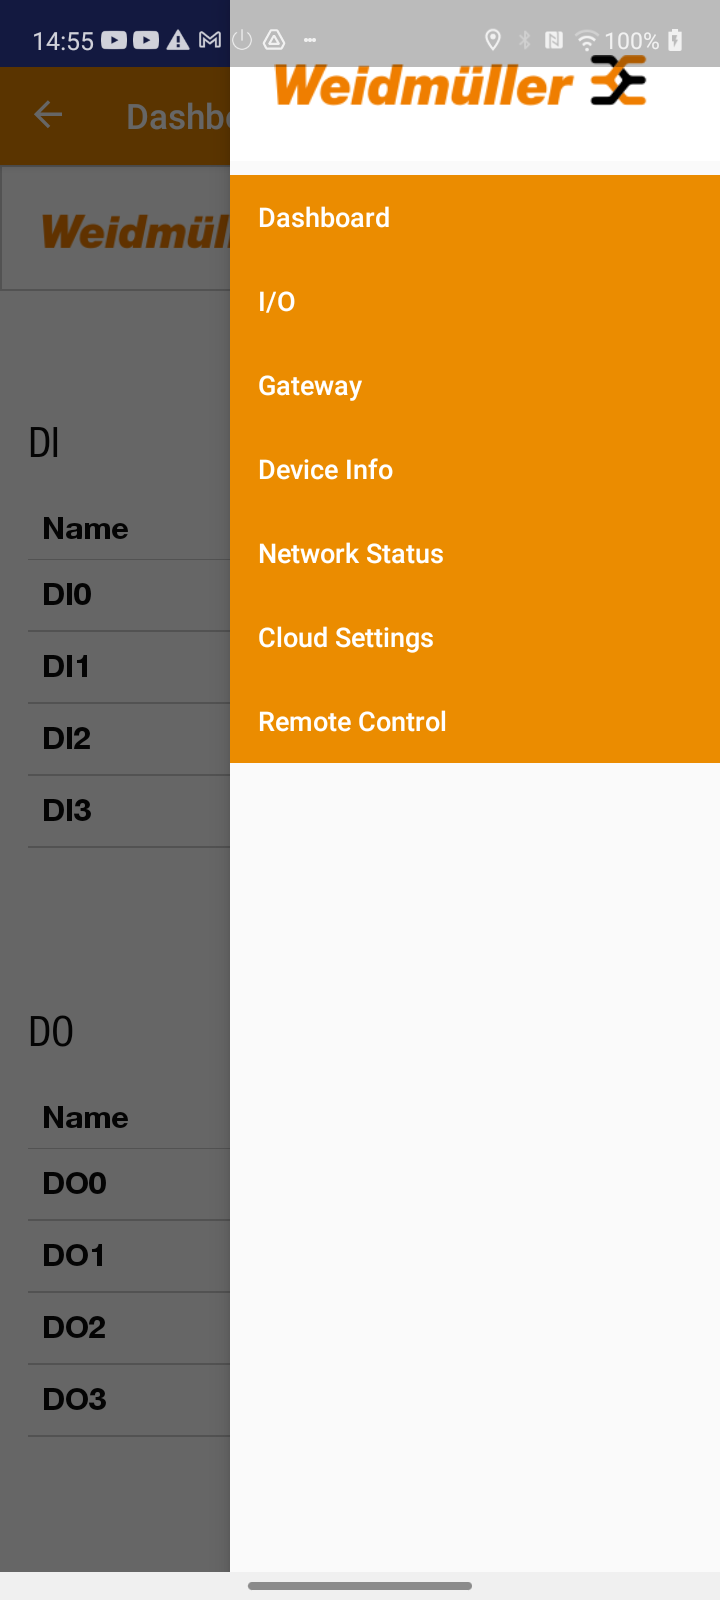 14:55
100%
Weidmüller
Dashb
Weidmül
Dashboard
I/O
Gateway
Device Info
Network Status
Cloud Settings
Remote Control
DI
Name
DI0
DI1
DI2
DI3
DO
Name
DO0
DO1
DO2
DO3